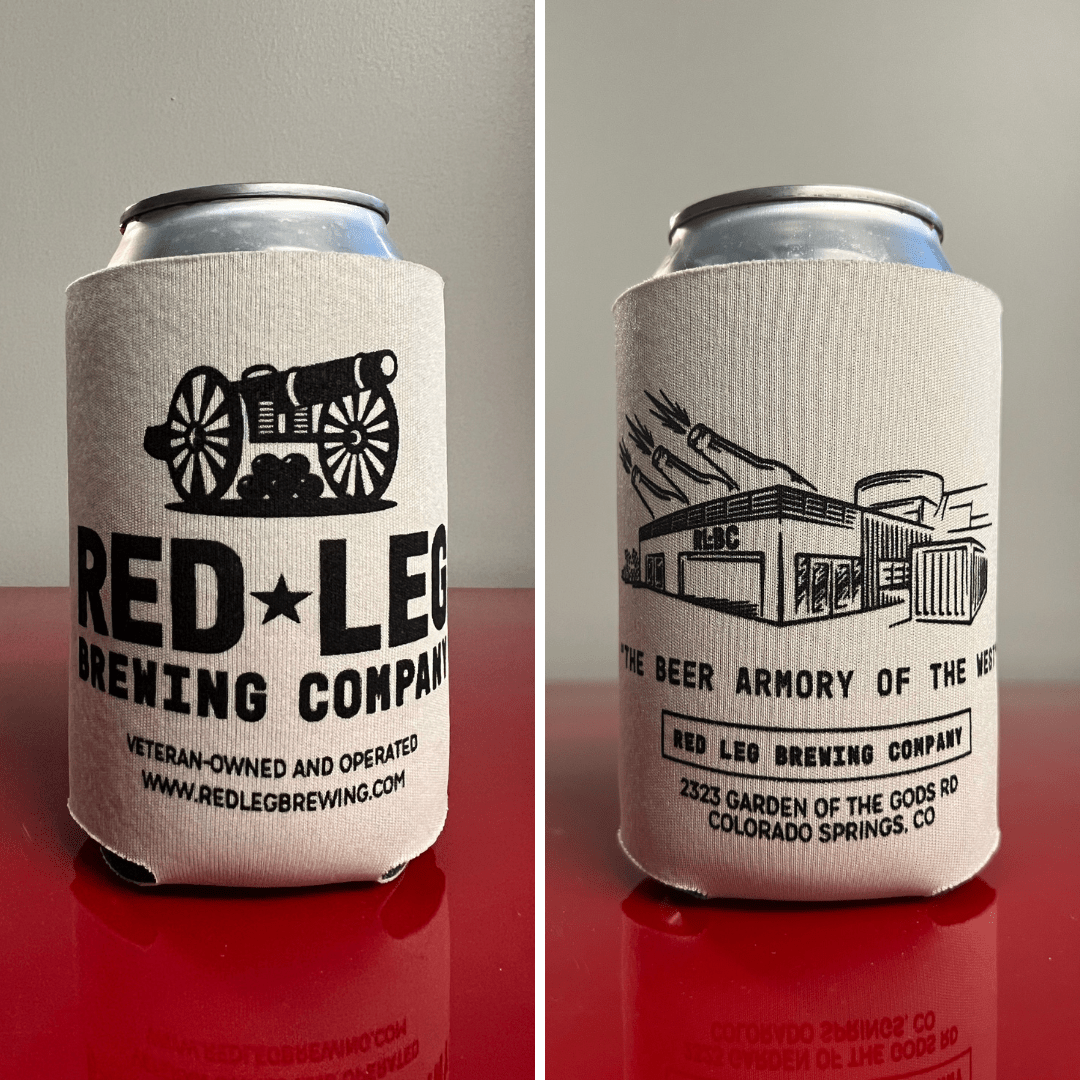 RED★LEG
BREWING COMPANY
VETERAN-OWNED AND OPERATED
WWW.REDLEGBREWING.COM
RLBC
"THE BEER ARMORY OF THE WEST"
RED LEG BREWING COMPANY
2323 GARDEN OF THE GODS RD
COLORADO SPRINGS, CO